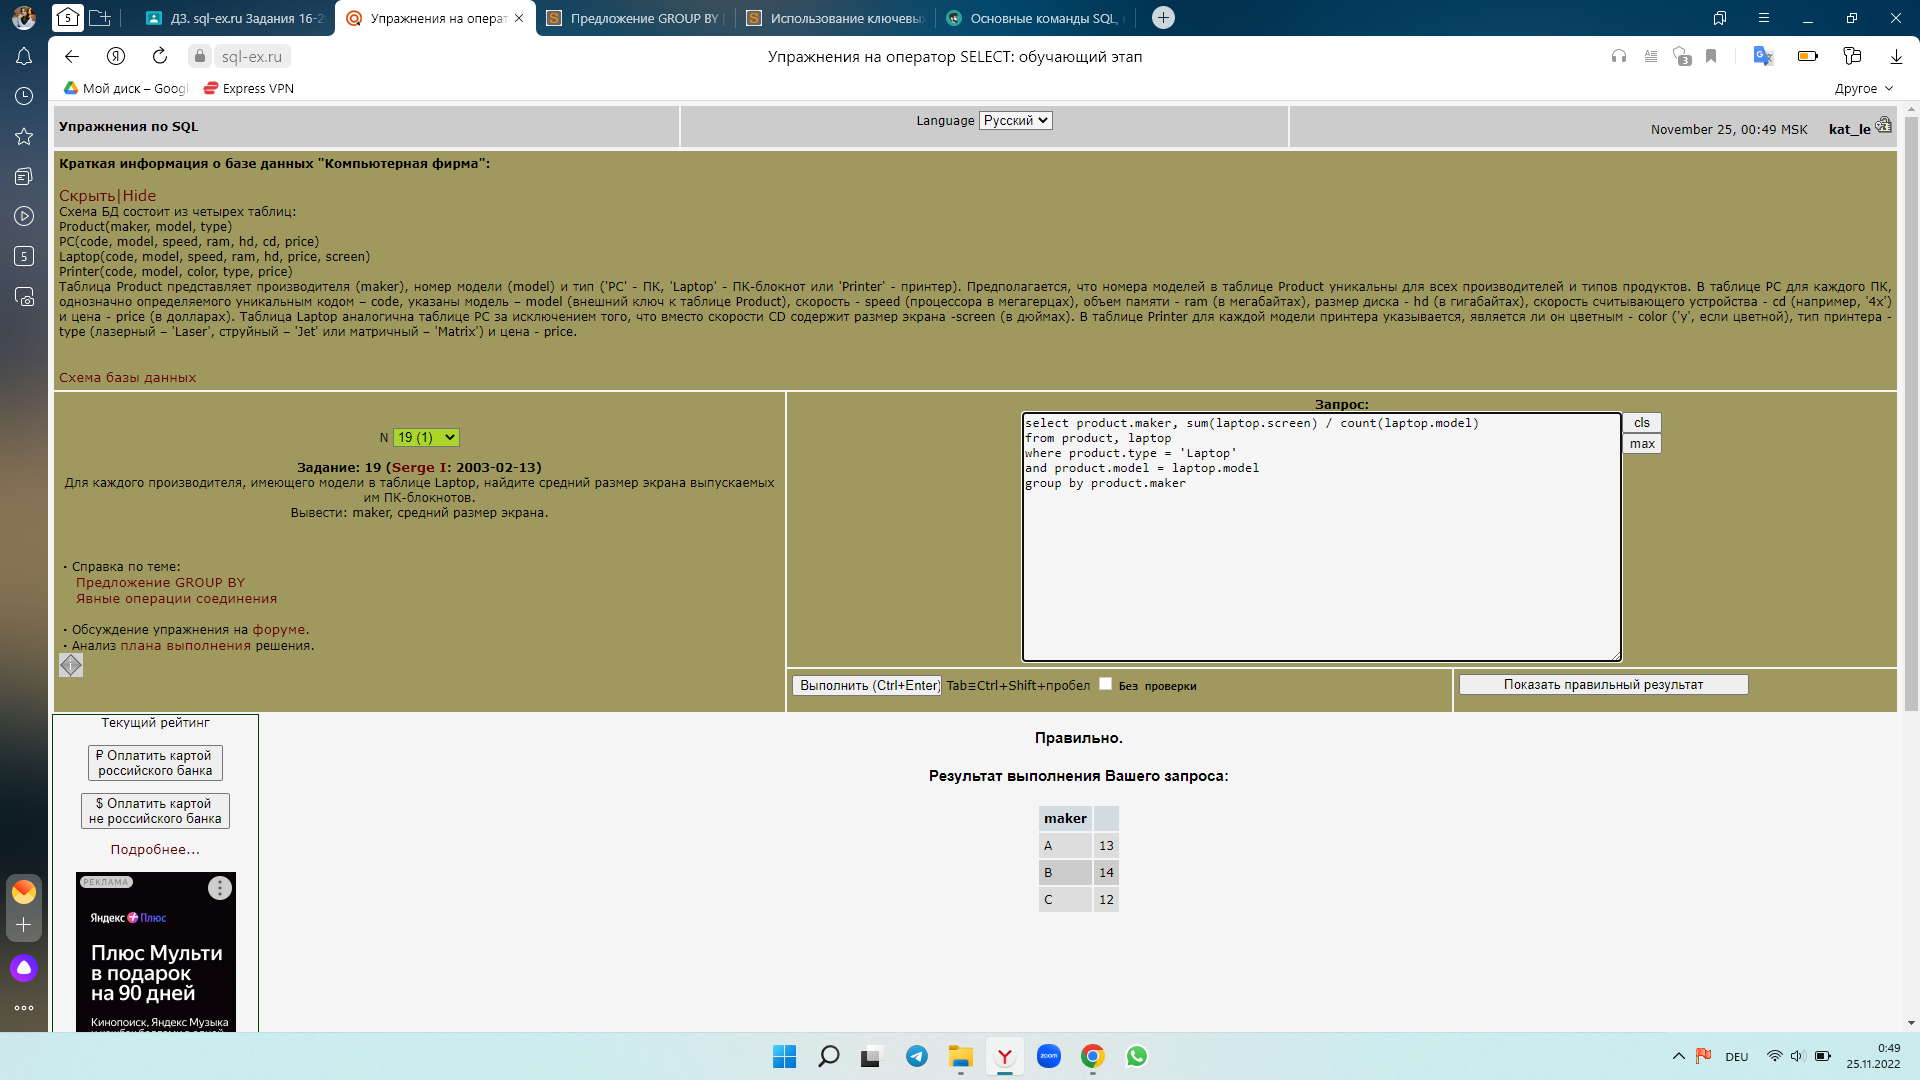 5
ДЗ. sql-ex.ru Задания 16-2
Упражнения на операт
Предложение GROUP BY
Использование ключевы
Основные команды SQL,
sql-ex.ru
Упражнения на оператор SELECT: обучающий этап
3
Мой диск – Googl
Express VPN
Другое
Упражнения по SQL
Language Русский
November 25, 00:49 MSK kat_le
Краткая информация о базе данных "Компьютерная фирма":
Скрыть|Hide
Схема БД состоит из четырех таблиц:
Product(maker, model, type)
PC(code, model, speed, ram, hd, cd, price)
Laptop(code, model, speed, ram, hd, price, screen)
Printer(code, model, color, type, price)
Таблица Product представляет производителя (maker), номер модели (model) и тип ('PC' - ПК, 'Laptop' - ПК-блокнот или 'Printer' - принтер). Предполагается, что номера моделей в таблице Product уникальны для всех производителей и типов продуктов. В таблице PC для каждого ПК,
однозначно определяемого уникальным кодом – code, указаны модель – model (внешний ключ к таблице Product), скорость - speed (процессора в мегагерцах), объем памяти - ram (в мегабайтах), размер диска - hd (в гигабайтах), скорость считывающего устройства - cd (например, '4x')
и цена - price (в долларах). Таблица Laptop аналогична таблице РС за исключением того, что вместо скорости CD содержит размер экрана -screen (в дюймах). В таблице Printer для каждой модели принтера указывается, является ли он цветным - color ('y', если цветной), тип принтера -
type (лазерный – 'Laser', струйный – 'Jet' или матричный – 'Matrix') и цена - price.
Схема базы данных
N 19 (1)
Задание: 19 (Serge I: 2003-02-13)
Для каждого производителя, имеющего модели в таблице Laptop, найдите средний размер экрана выпускаемых
им ПК-блокнотов.
Вывести: maker, средний размер экрана.
· Справка по теме:
Предложение GROUP BY
Явные операции соединения
· Обсуждение упражнения на форуме.
· Анализ плана выполнения решения.
Запрос:
select product.maker, sum(laptop.screen) / count(laptop.model)
from product, laptop
where product.type = 'Laptop'
and product.model = laptop.model
group by product.maker
cls
max
Выполнить (Ctrl+Enter) Tab≡Ctrl+Shift+пробел Без проверки
Показать правильный результат
Текущий рейтинг
₽ Оплатить картой
российского банка
$ Оплатить картой
не российского банка
Подробнее...
РЕКЛАМА
Яндекс Плюс
Плюс Мульти
в подарок
на 90 дней
Кинопоиск, Яндекс Музыка
Правильно.
Результат выполнения Вашего запроса:
maker
A 13
B 14
C 12
5
zoom
DEU
0:49
25.11.2022